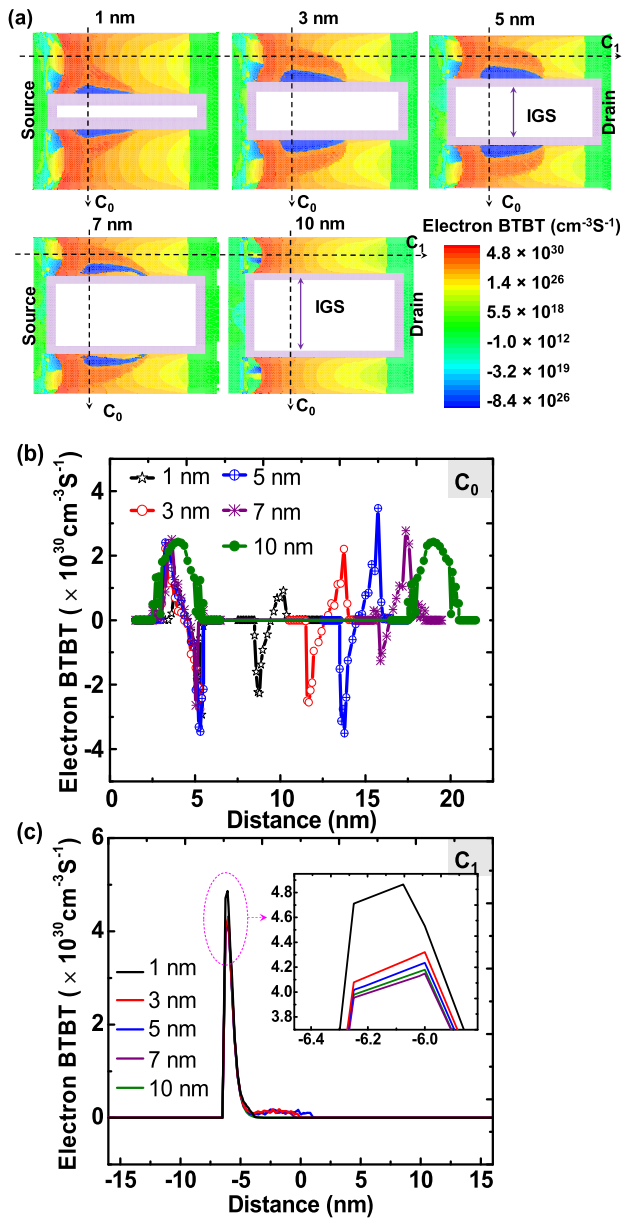 (a) 1 nm 3 nm 5 nm
C1
Source
IGS
Drain
C0 C0 C0
7 nm 10 nm
Electron BTBT (cm-3S-1)
C1
Source
IGS
Drain
4.8 × 10^30
1.4 × 10^26
5.5 × 10^18
-1.0 × 10^12
-3.2 × 10^19
-8.4 × 10^26
C0 C0
(b)
C0
1 nm 5 nm
3 nm 7 nm
10 nm
Electron BTBT ( × 10^30cm-3S-1)
4
2
0
-2
-4
0 5 10 15 20
Distance (nm)
(c)
C1
Electron BTBT ( × 10^30cm-3S-1)
6
4
2
0
1 nm
3 nm
5 nm
7 nm
10 nm
4.8
4.6
4.4
4.2
4.0
3.8
-6.4 -6.2 -6.0
-15 -10 -5 0 5 10 15
Distance (nm)